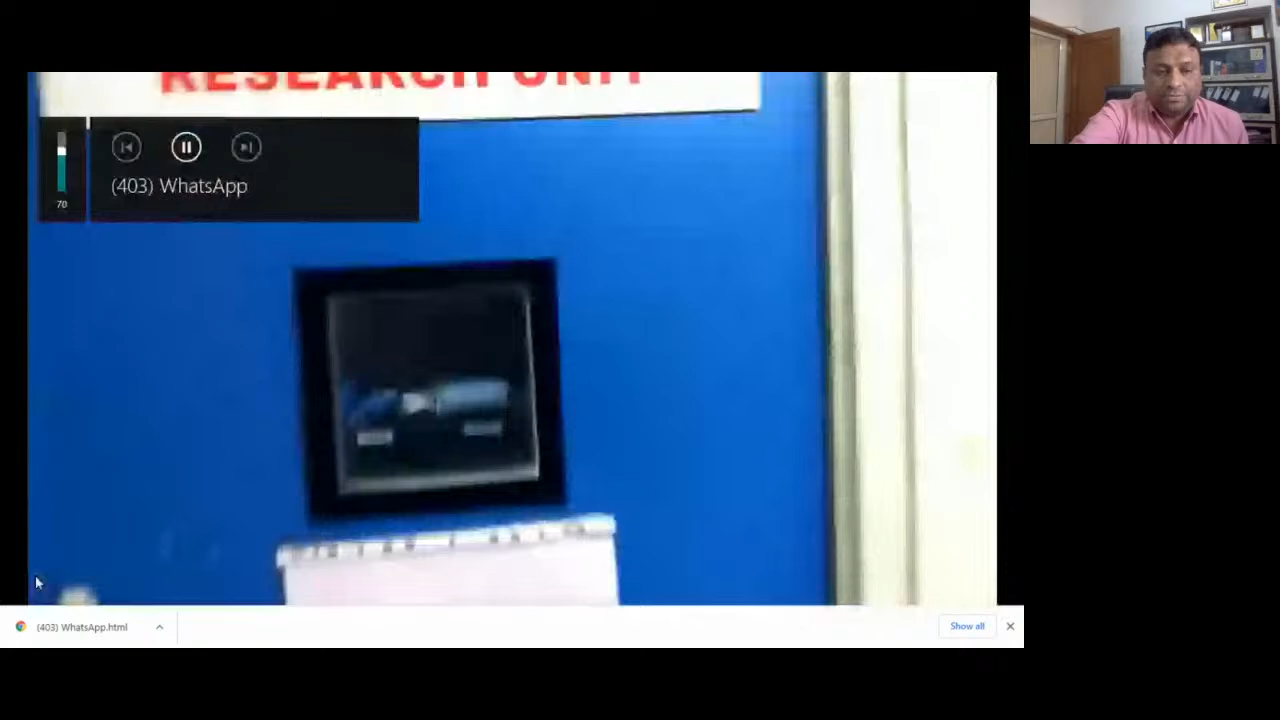 RESEARCH UNIT
(403) WhatsApp
70
(403) WhatsApp.html
Show all